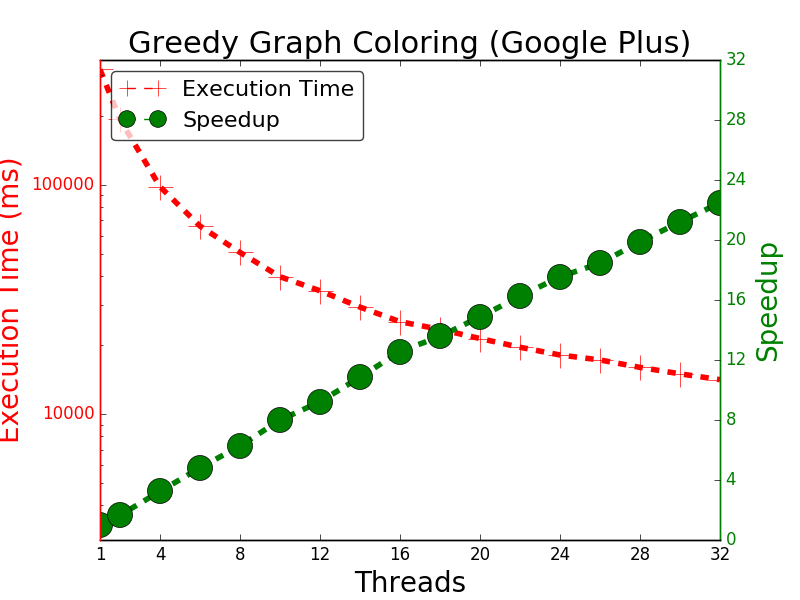 Greedy Graph Coloring (Google Plus)
Execution Time
Speedup
Execution Time (ms)
100000
10000
32
28
24
20
16
12
8
4
0
Speedup
1 4 8 12 16 20 24 28 32
Threads